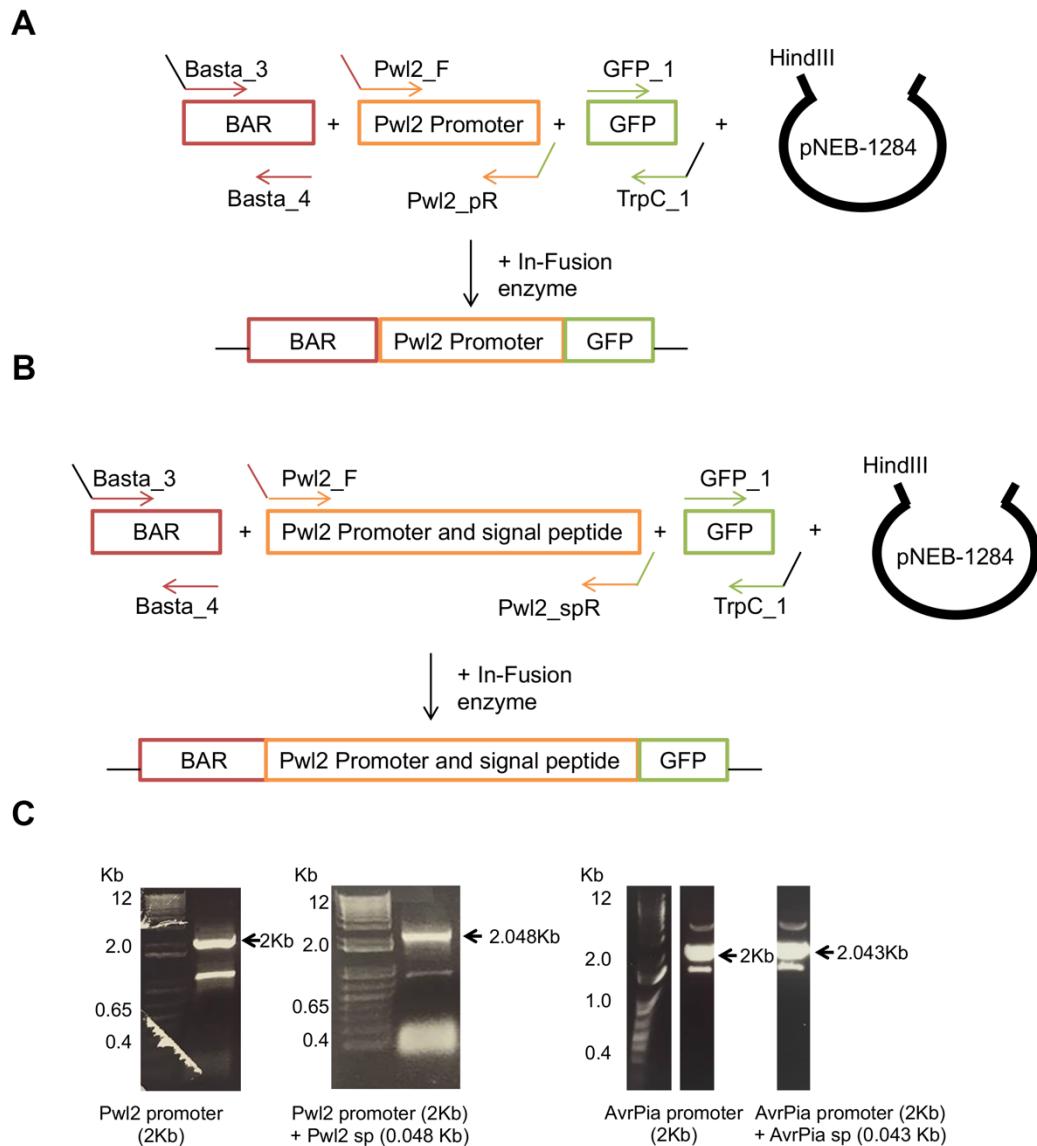 A
Basta_3
Pwl2_F
GFP_1
HindIII
BAR
+
Pwl2 Promoter
+
GFP
+
pNEB-1284
Basta_4
Pwl2_pR
TrpC_1
+ In-Fusion
enzyme
BAR
Pwl2 Promoter
GFP
B
Basta_3
Pwl2_F
GFP_1
HindIII
BAR
+
Pwl2 Promoter and signal peptide
+
GFP
+
pNEB-1284
Basta_4
Pwl2_spR
TrpC_1
+ In-Fusion
enzyme
BAR
Pwl2 Promoter and signal peptide
GFP
C
Kb
12
2.0
0.65
0.4
2Kb
Pwl2 promoter
(2Kb)
Kb
12
2.0
0.65
0.4
2.048Kb
Pwl2 promoter (2Kb)
+ Pwl2 sp (0.048 Kb)
Kb
12
2.0
1.0
0.4
2Kb
AvrPia promoter
(2Kb)
2.043Kb
AvrPia promoter (2Kb)
+ AvrPia sp (0.043 Kb)